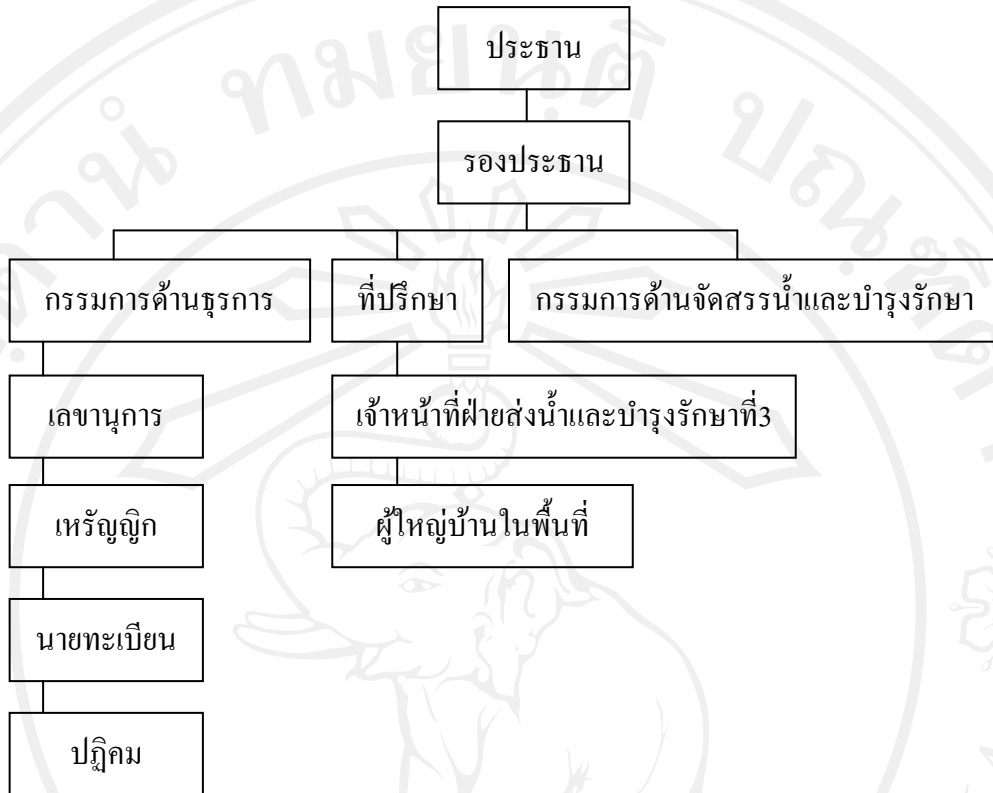 ประธาน
รองประธาน
กรรมการด้านธุรการ
ที่ปรึกษา
กรรมการด้านจัดสรรน้ำและบำรุงรักษา
เลขานุการ
เจ้าหน้าที่ฝ่ายส่งน้ำและบำรุงรักษาที่3
เหรัญญิก
ผู้ใหญ่บ้านในพื้นที่
นายทะเบียน
ปฏิคม